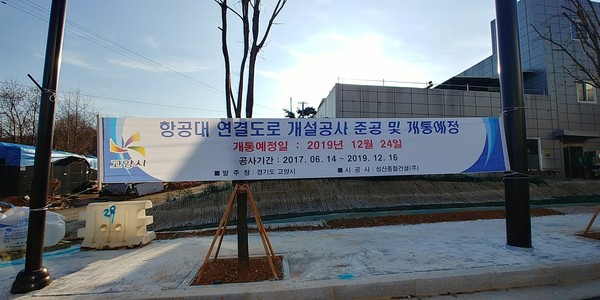 항공대 연결도로 개설공사 준공 및 개통예정
개통예정일 : 2019년 12월 24일
공사기간 : 2017. 06. 14 ~ 2019. 12. 16
고양시
■ 발 주 청 : 경기도 고양시 ■ 시 공 사 : 성산종합건설(주)
24